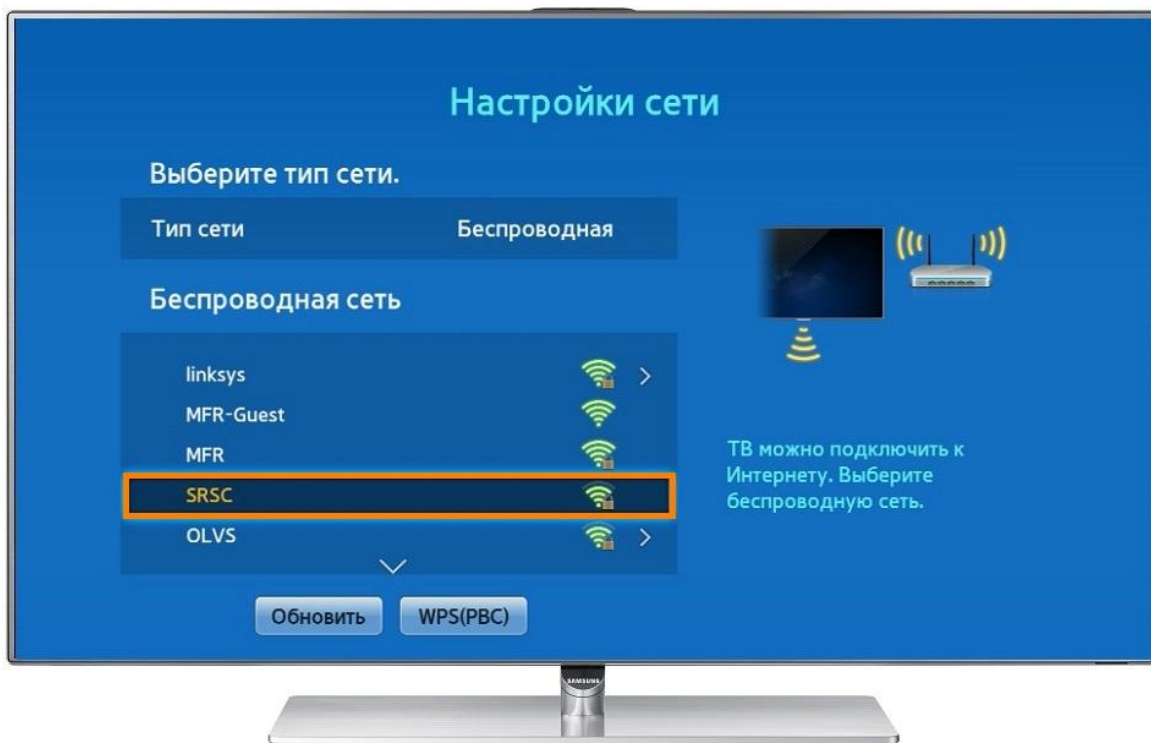 Настройки сети
Выберите тип сети.
Тип сети Беспроводная
Беспроводная сеть
linksys
MFR-Guest
MFR
SRSC
OLVS
ТВ можно подключить к
Интернету. Выберите
беспроводную сеть.
Обновить WPS(PBC)
SAMSUNG